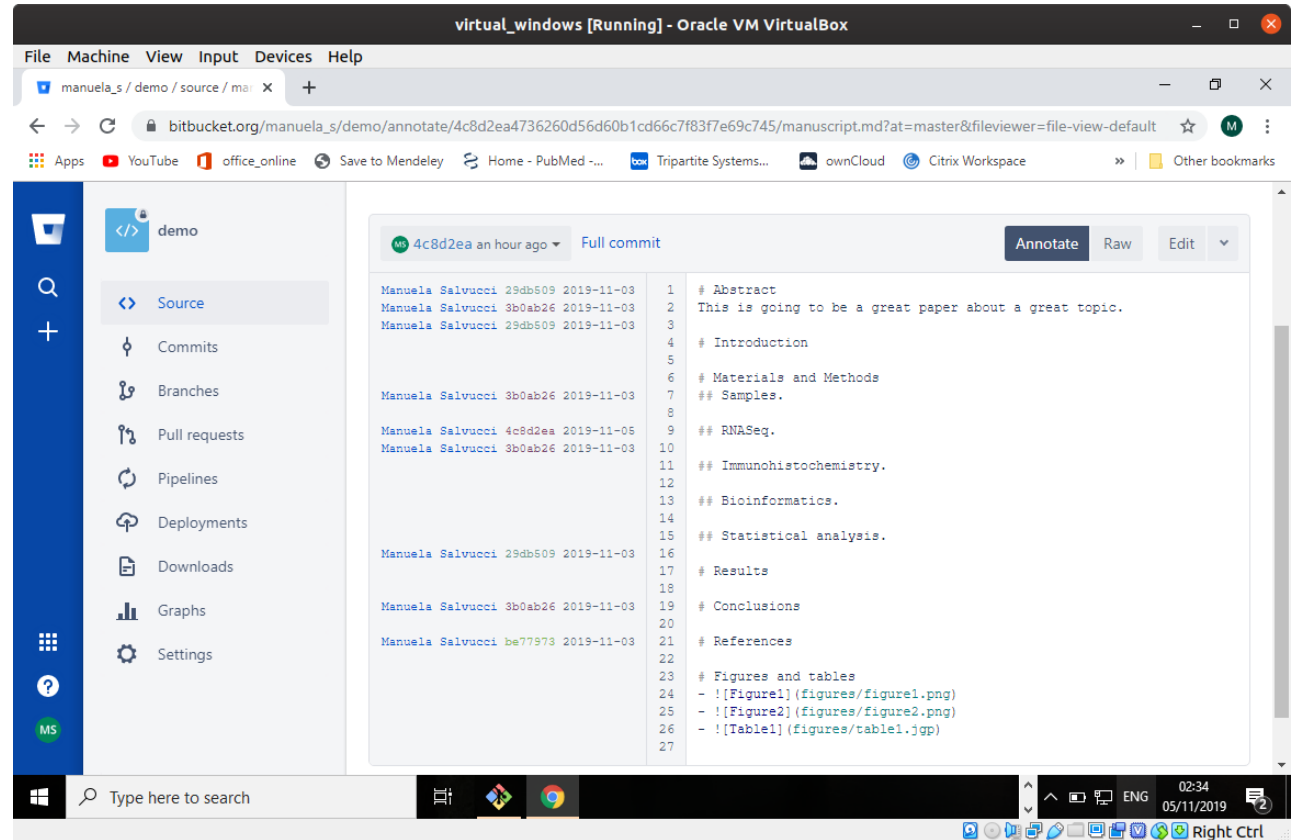 virtual_windows [Running] - Oracle VM VirtualBox
File Machine View Input Devices Help
manuela_s / demo / source / ma
bitbucket.org/manuela_s/demo/annotate/4c8d2ea4736260d56d60b1cd66c7f83f7e69c745/manuscript.md?at=master&fileviewer=file-view-default
M
Apps YouTube office_online Save to Mendeley Home - PubMed -... box Tripartite Systems... ownCloud Citrix Workspace » Other bookmarks
</> demo
MS 4c8d2ea an hour ago Full commit Annotate Raw Edit
Source
Commits
Branches
Pull requests
Pipelines
Deployments
Downloads
Graphs
Settings
MS
Manuela Salvucci 29db509 2019-11-03 1 # Abstract
Manuela Salvucci 3b0ab26 2019-11-03 2 This is going to be a great paper about a great topic.
Manuela Salvucci 29db509 2019-11-03 3
4 # Introduction
5
6 # Materials and Methods
Manuela Salvucci 3b0ab26 2019-11-03 7 ## Samples.
8
Manuela Salvucci 4c8d2ea 2019-11-05 9 ## RNASeq.
Manuela Salvucci 3b0ab26 2019-11-03 10
11 ## Immunohistochemistry.
12
13 ## Bioinformatics.
14
15 ## Statistical analysis.
Manuela Salvucci 29db509 2019-11-03 16
17 # Results
18
Manuela Salvucci 3b0ab26 2019-11-03 19 # Conclusions
20
Manuela Salvucci be77973 2019-11-03 21 # References
22
23 # Figures and tables
24 - ![Figure1](figures/figure1.png)
25 - ![Figure2](figures/figure2.png)
26 - ![Table1](figures/table1.jgp)
27
Type here to search
ENG
02:34
05/11/2019
2
Right Ctrl